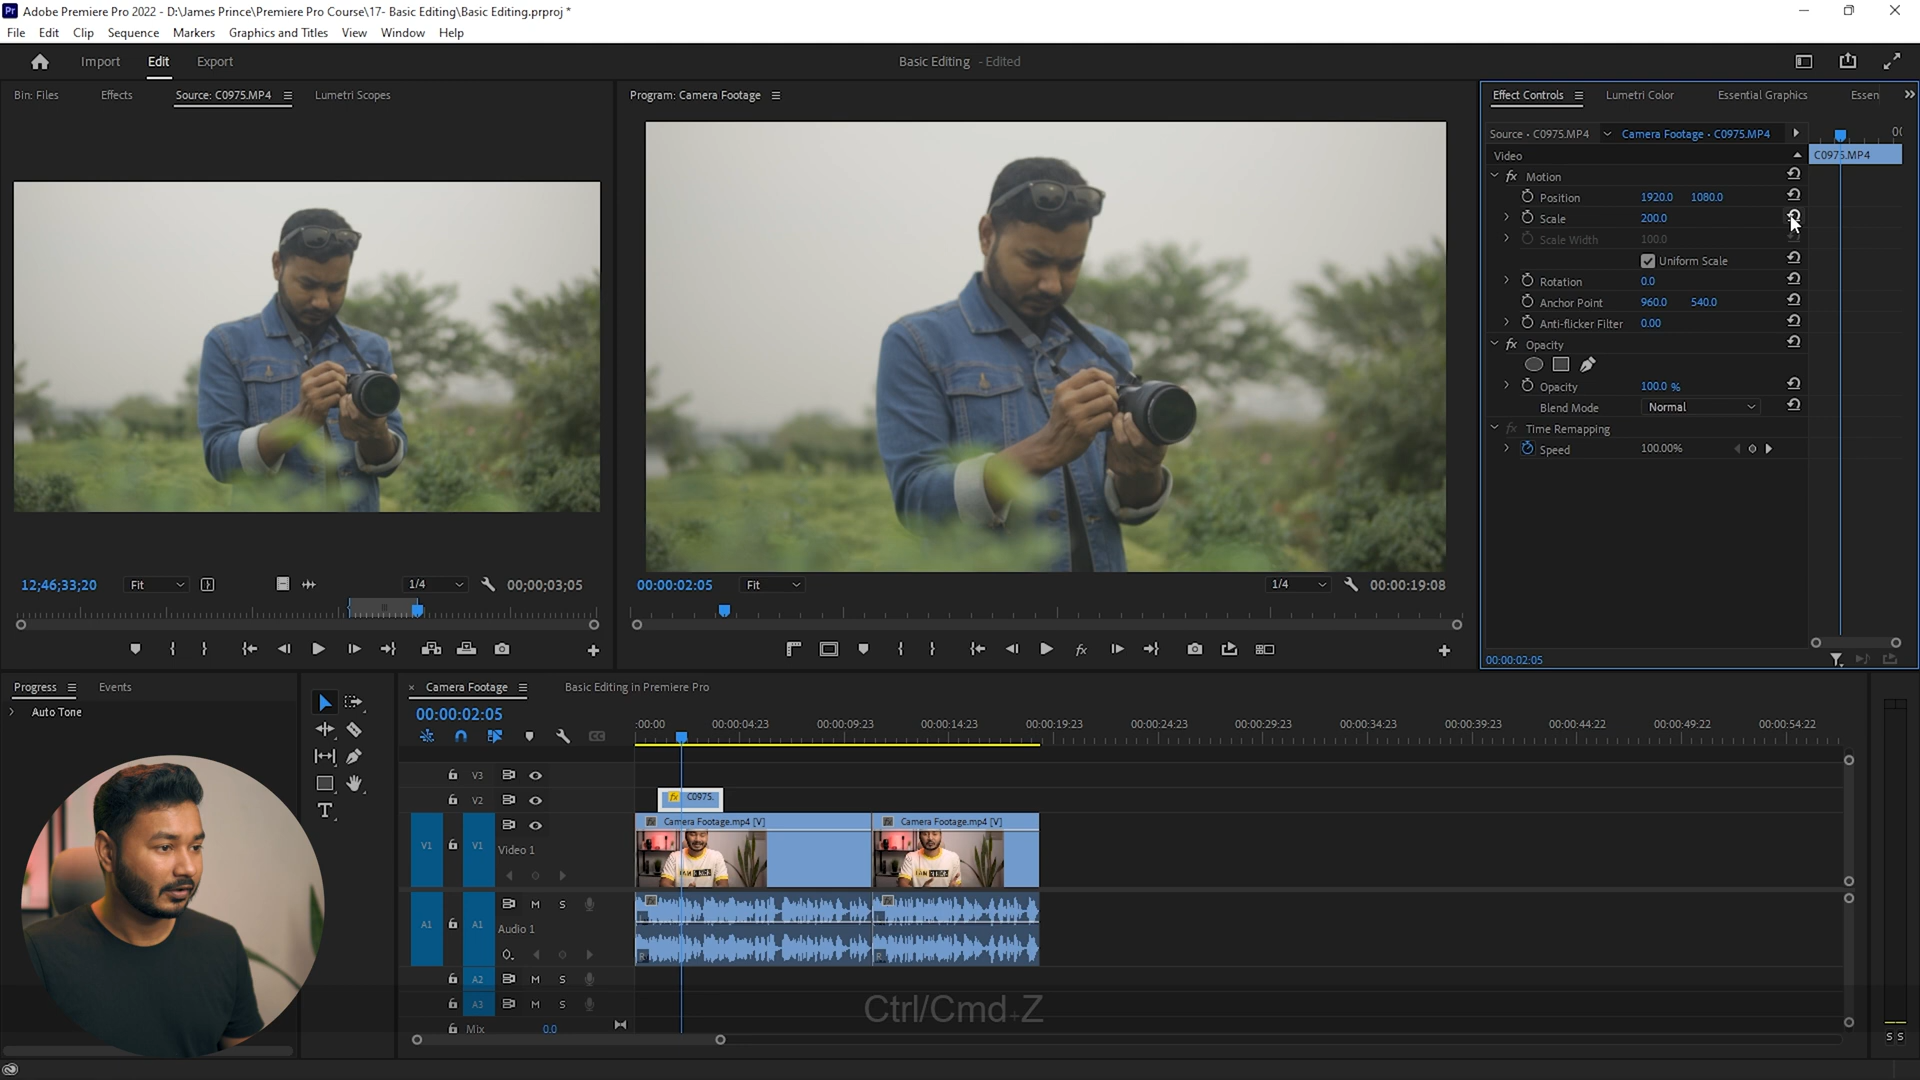 Pr Adobe Premiere Pro 2022 - D:\James Prince\Premiere Pro Course\17- Basic Editing\Basic Editing.prproj *
File Edit Clip Sequence Markers Graphics and Titles View Window Help
Import Edit Export Basic Editing - Edited
Bin: Files Effects Source: C0975.MP4 Lumetri Scopes
Program: Camera Footage
Effect Controls Lumetri Color Essential Graphics Essen
Source · C0975.MP4 Camera Footage · C0975.MP4
Video C0975.MP4
fx Motion
Position 1920.0 1080.0
Scale 200.0
Scale Width 100.0
Uniform Scale
Rotation 0.0
Anchor Point 960.0 540.0
Anti-flicker Filter 0.00
fx Opacity
Opacity 100.0 %
Blend Mode Normal
fx Time Remapping
Speed 100.00%
12;46;33;20 Fit 1/4 00;00;03;05
00:00:02:05 Fit 1/4 00:00:19:08
00:00:02:05
Progress Events
Auto Tone
× Camera Footage Basic Editing in Premiere Pro
00:00:02:05
:00:00 00:00:04:23 00:00:09:23 00:00:14:23 00:00:19:23 00:00:24:23 00:00:29:23 00:00:34:23 00:00:39:23 00:00:44:22 00:00:49:22 00:00:54:22
V3
V2 fx C0975.
V1 V1 Video 1
fx Camera Footage.mp4 [V] fx Camera Footage.mp4 [V]
A1 A1 M S Audio 1
R R
A2 M S
A3 M S
Mix 0.0
Ctrl/Cmd+Z
S S